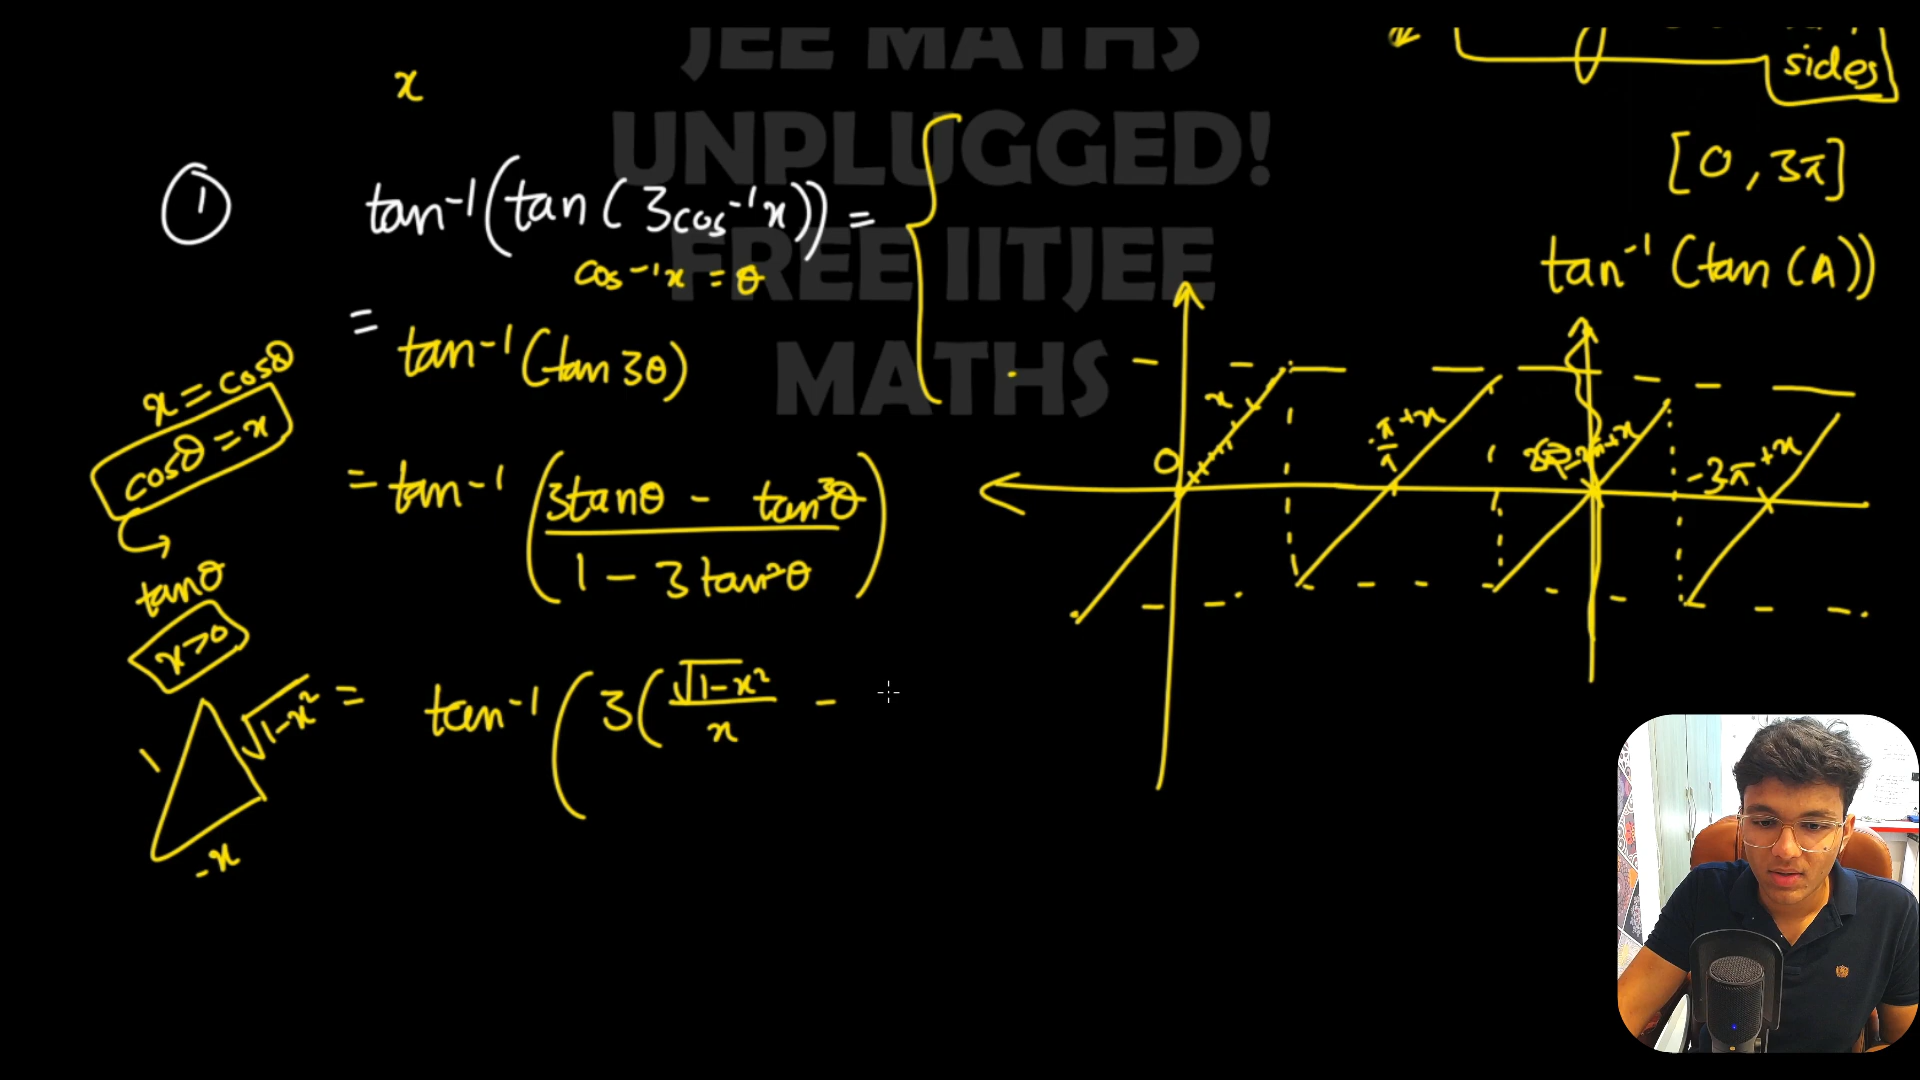 JEE MATHS
UNPLUGGED!
FREE IITJEE
MATHS
sides
x
[0, 3π]
① tan⁻¹(tan(3cos⁻¹x)) = {
cos⁻¹x = θ
tan⁻¹(tan(A))
= tan⁻¹(tan3θ)
x = cosθ
cosθ = x
= tan⁻¹((3tanθ - tan³θ)/(1 - 3tan²θ))
tanθ
x>0
= tan⁻¹(3(√1-x²/x -
1
√1-x²
-x
0
x
+x
+x
-3π+x